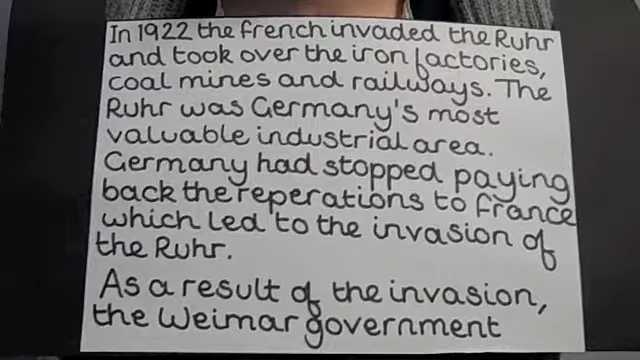 In 1922 the french invaded the Ruhr
and took over the iron factories,
coal mines and railways. The
Ruhr was Germany's most
valuable industrial area.
Germany had stopped paying
back the reperations to france
which led to the invasion of
the Ruhr.
As a result of the invasion,
the Weimar government